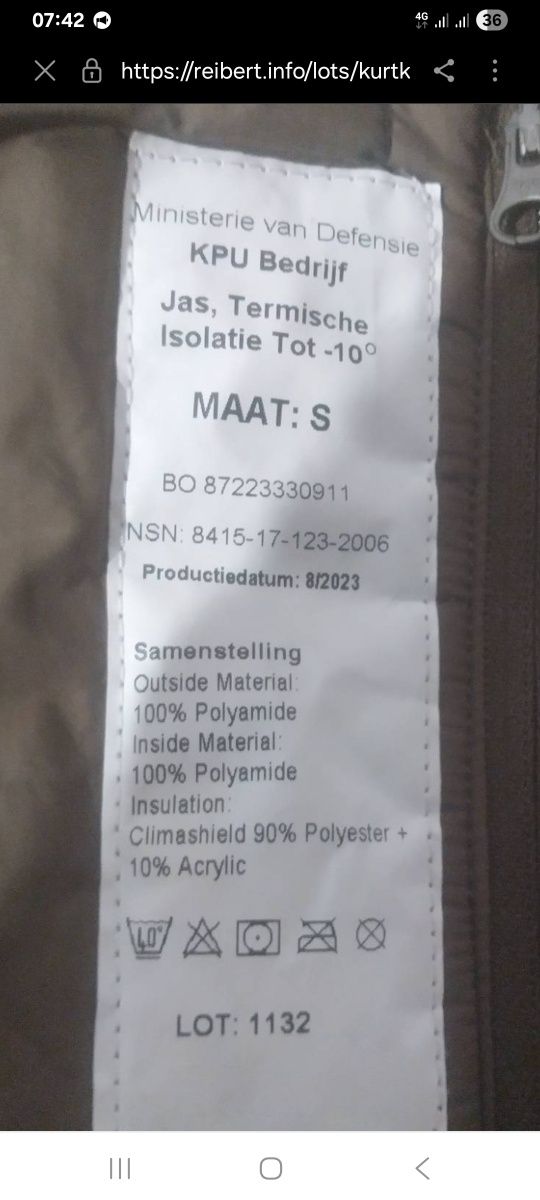 07:42
4G
36
https://reibert.info/lots/kurtk
Ministerie van Defensie
KPU Bedrijf
Jas, Termische
Isolatie Tot -10°
MAAT: S
BO 87223330911
NSN: 8415-17-123-2006
Productiedatum: 8/2023
Samenstelling
Outside Material:
100% Polyamide
Inside Material:
100% Polyamide
Insulation:
Climashield 90% Polyester +
10% Acrylic
40°
LOT: 1132